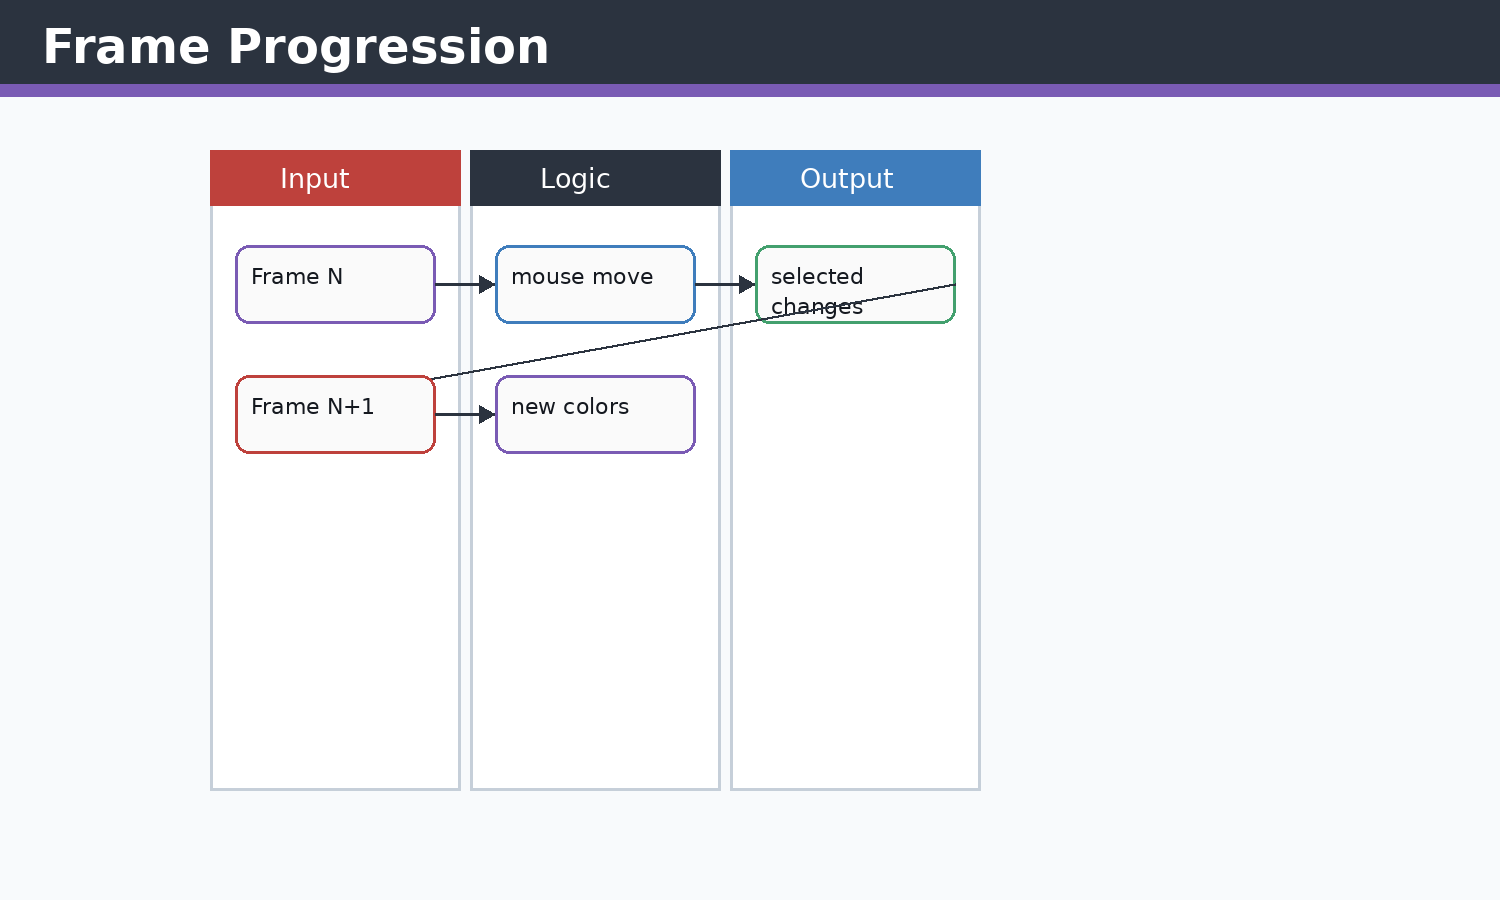 Frame Progression
Input
Logic
Output
Frame N
mouse move
selected
changes
Frame N+1
new colors